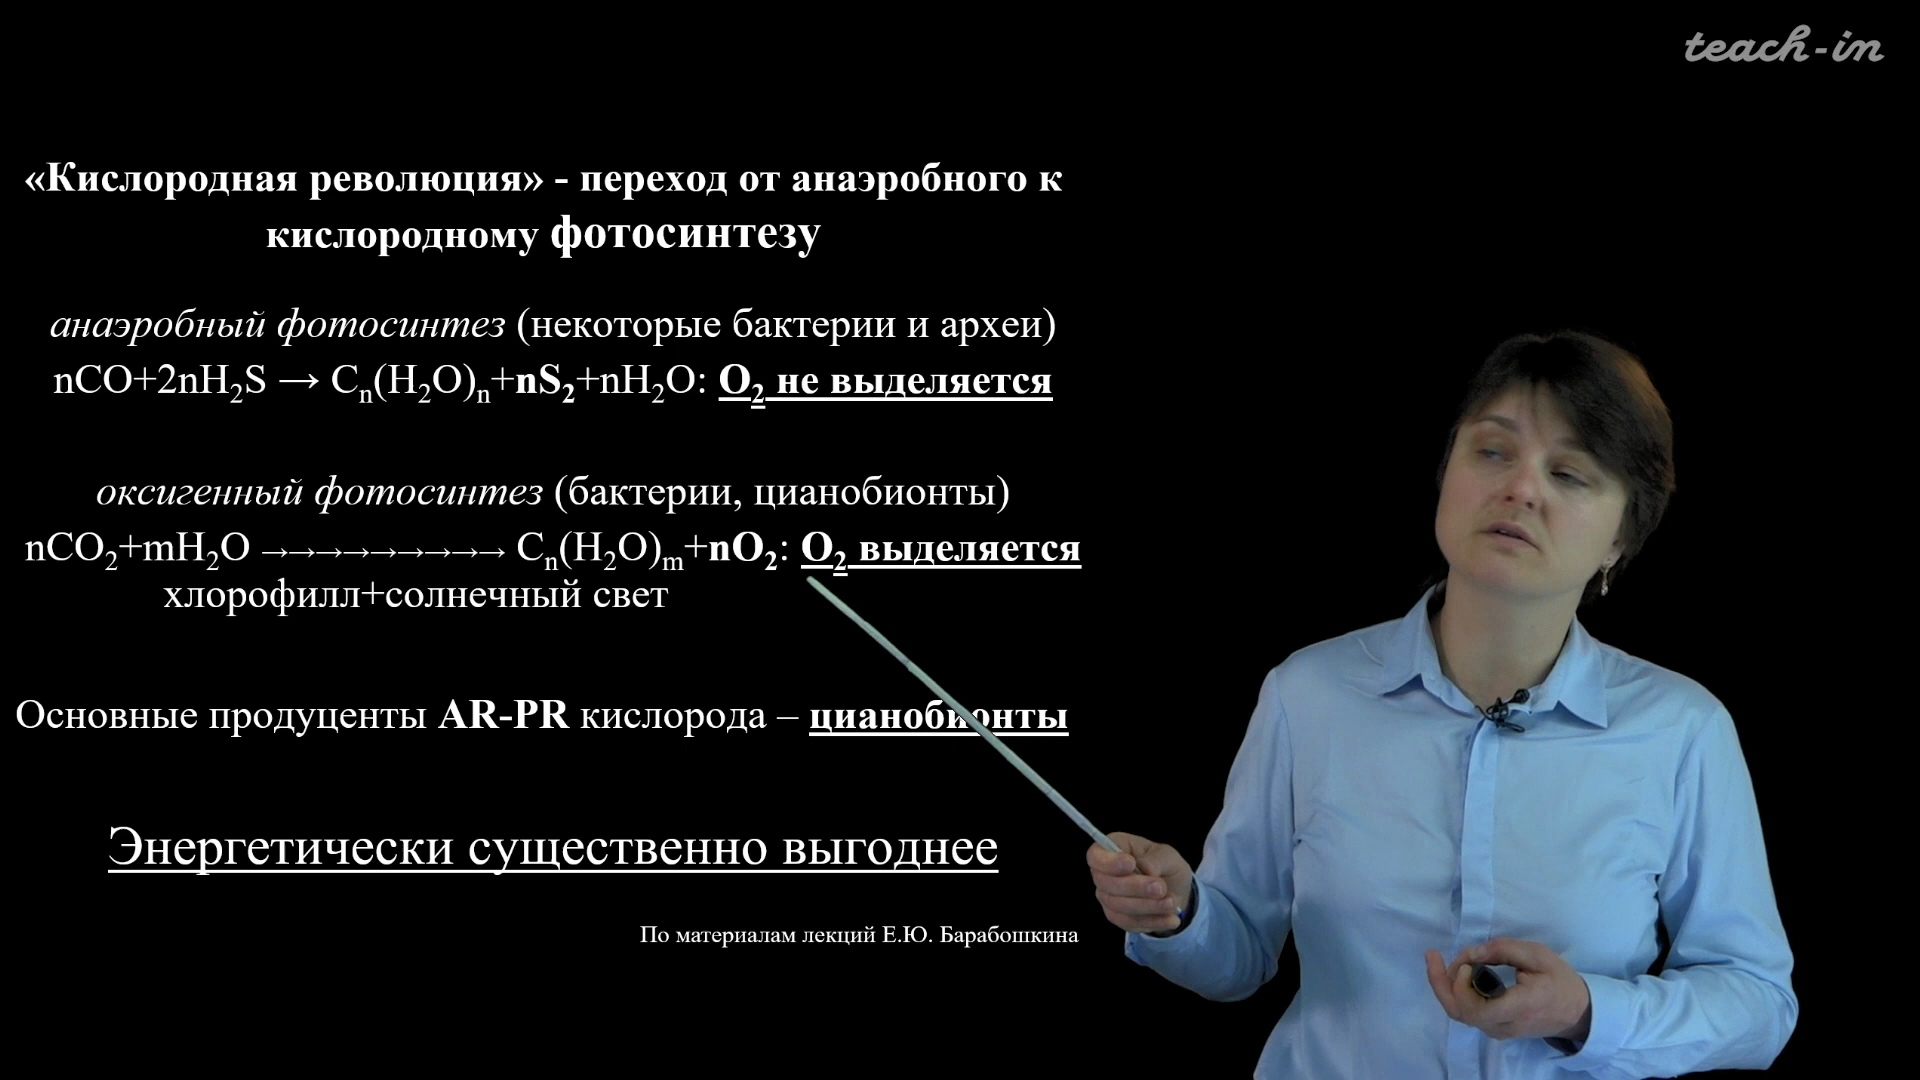 teach-in
«Кислородная революция» - переход от анаэробного к
кислородному фотосинтезу
анаэробный фотосинтез (некоторые бактерии и археи)
nCO+2nH₂S → Cₙ(H₂O)ₙ+nS₂+nH₂O: O₂ не выделяется
оксигенный фотосинтез (бактерии, цианобионты)
nCO₂+mH₂O →→→→→→→→→ Cₙ(H₂O)ₘ+nO₂: O₂ выделяется
хлорофилл+солнечный свет
Основные продуценты AR-PR кислорода – цианобионты
Энергетически существенно выгоднее
По материалам лекций Е.Ю. Барабошкина